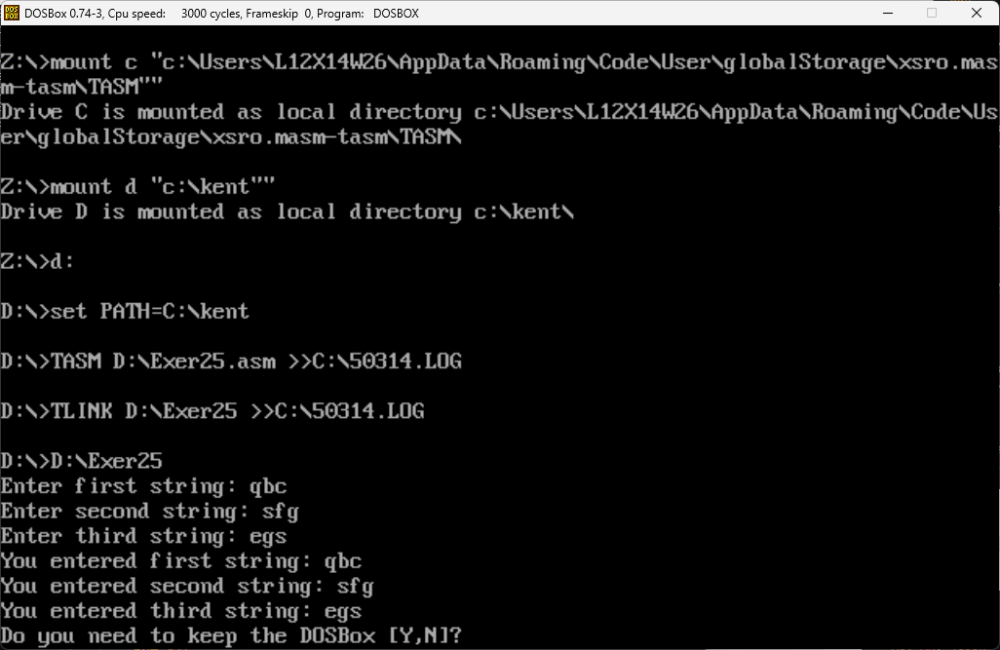 DOSBox 0.74-3, Cpu speed:    3000 cycles, Frameskip  0, Program:   DOSBOX
Z:\>mount c "c:\Users\L12X14W26\AppData\Roaming\Code\User\globalStorage\xsro.mas
m-tasm\TASM""
Drive C is mounted as local directory c:\Users\L12X14W26\AppData\Roaming\Code\Us
er\globalStorage\xsro.masm-tasm\TASM\
Z:\>mount d "c:\kent""
Drive D is mounted as local directory c:\kent\
Z:\>d:
D:\>set PATH=C:\kent
D:\>TASM D:\Exer25.asm >>C:\50314.LOG
D:\>TLINK D:\Exer25 >>C:\50314.LOG
D:\>D:\Exer25
Enter first string: qbc
Enter second string: sfg
Enter third string: egs
You entered first string: qbc
You entered second string: sfg
You entered third string: egs
Do you need to keep the DOSBox [Y,N]?